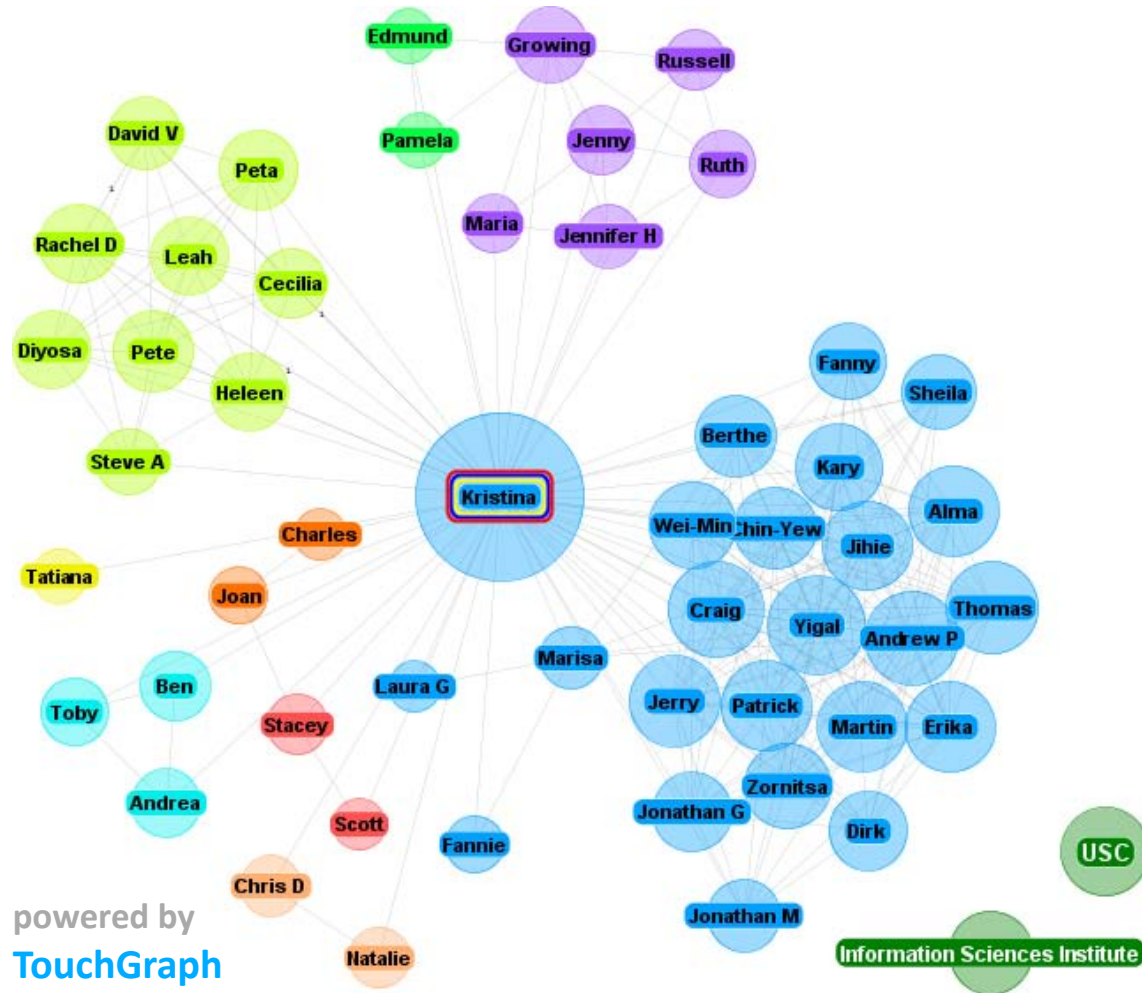 Edmund
Growing
Russell
David V
Pamela
Jenny
Peta
Ruth
1
Maria
Jennifer H
Rachel D
Leah
Cecilia
1
Diyosa
Pete
1
Heleen
Fanny
Sheila
Berthe
Steve A
Kary
Kristina
Alma
Wei-Min
Chin-Yew
Charles
Jihie
Tatiana
Joan
Craig
Thomas
Yigal
Andrew P
Marisa
Ben
Laura G
Toby
Jerry
Patrick
Stacey
Martin
Erika
Zornitsa
Andrea
Jonathan G
Scott
Dirk
Fannie
USC
Chris D
powered by
Jonathan M
TouchGraph
Natalie
Information Sciences Institute